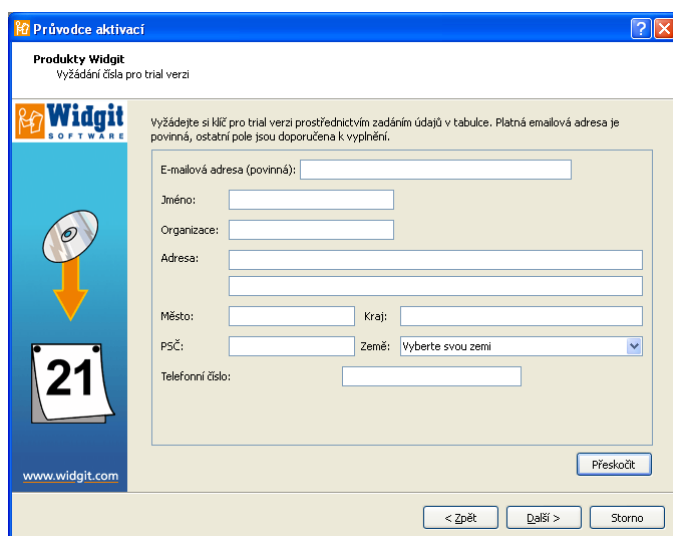 Průvodce aktivací
Produkty Widgit
Vyžádání čísla pro trial verzi
Widgit
SOFTWARE
Vyžádejte si klíč pro trial verzi prostřednictvím zadáním údajů v tabulce. Platná emailová adresa je
povinná, ostatní pole jsou doporučena k vyplnění.
E-mailová adresa (povinná):
Jméno:
Organizace:
Adresa:
Město: Kraj:
PSČ: Země: Vyberte svou zemi
Telefonní číslo:
21
www.widgit.com
Přeskočit
< Zpět Další > Storno